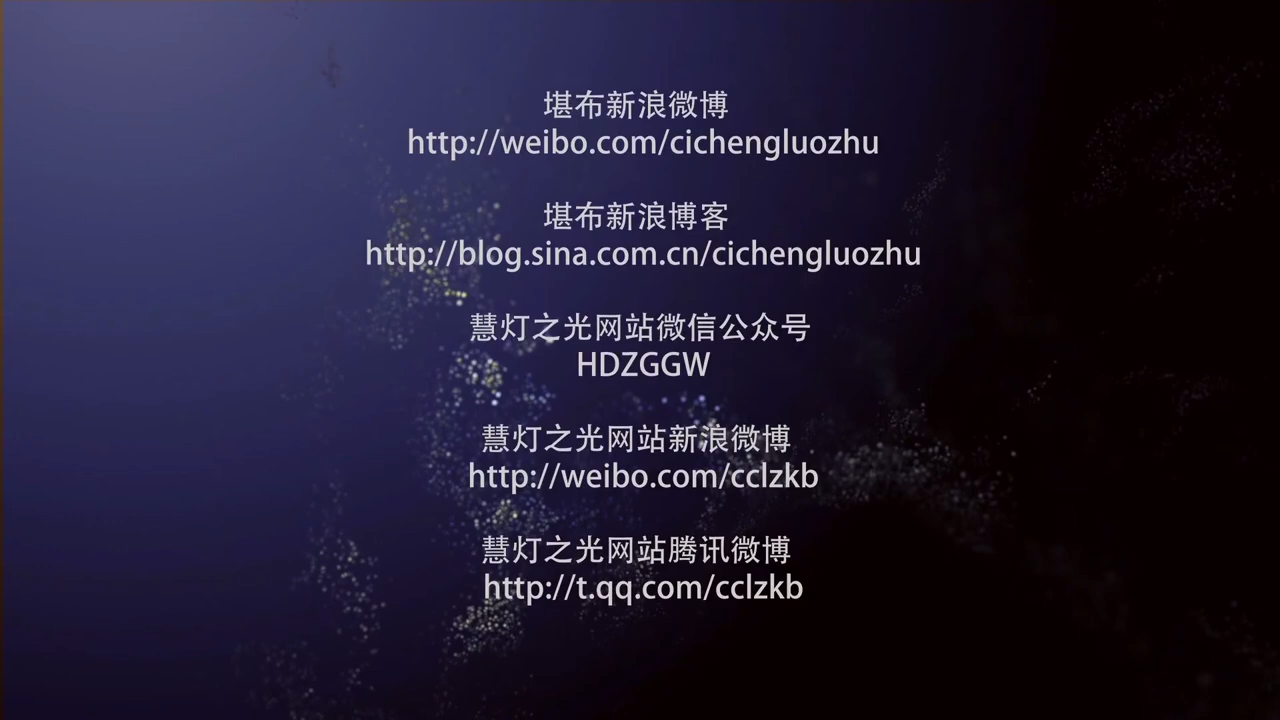 堪布新浪微博
http://weibo.com/cichengluozhu
堪布新浪博客
http://blog.sina.com.cn/cichengluozhu
慧灯之光网站微信公众号
HDZGGW
慧灯之光网站新浪微博
http://weibo.com/cclzkb
慧灯之光网站腾讯微博
http://t.qq.com/cclzkb